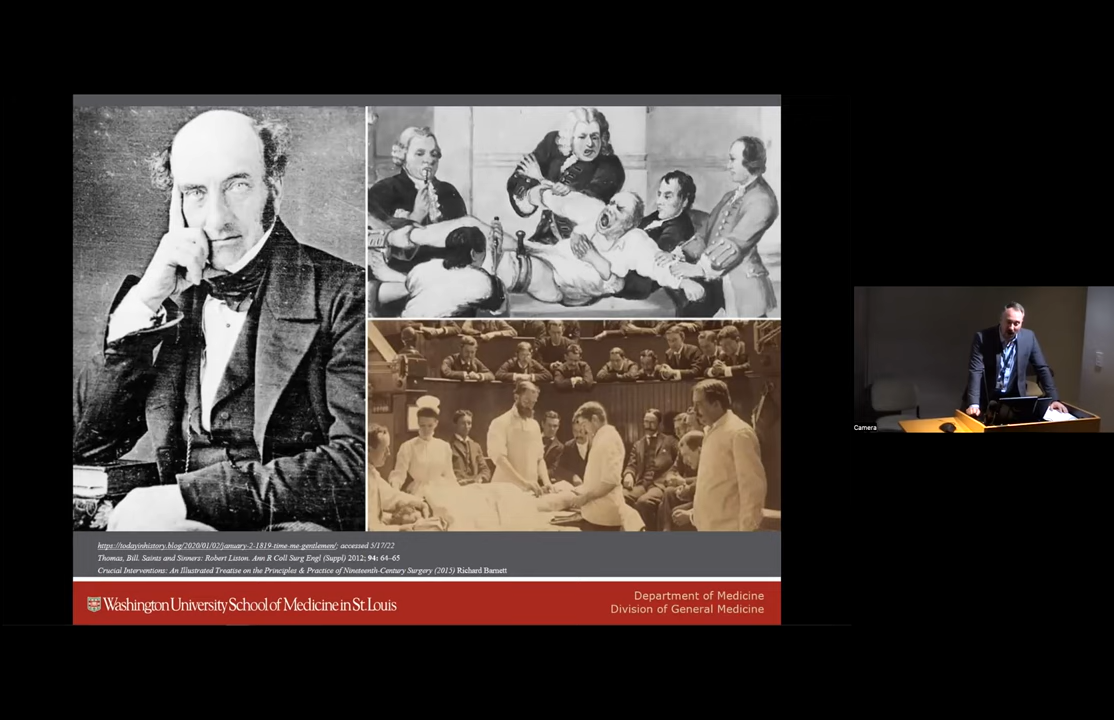 https://todayinhistory.blog/2020/01/02/january-2-1819-time-me-gentlemen/; accessed 5/17/22
Thomas, Bill. Saints and Sinners: Robert Liston. Ann R Coll Surg Engl (Suppl) 2012; 94: 64–65
Crucial Interventions: An Illustrated Treatise on the Principles & Practice of Nineteenth-Century Surgery (2015) Richard Barnett
Washington University School of Medicine in St. Louis
Department of Medicine
Division of General Medicine
Camera